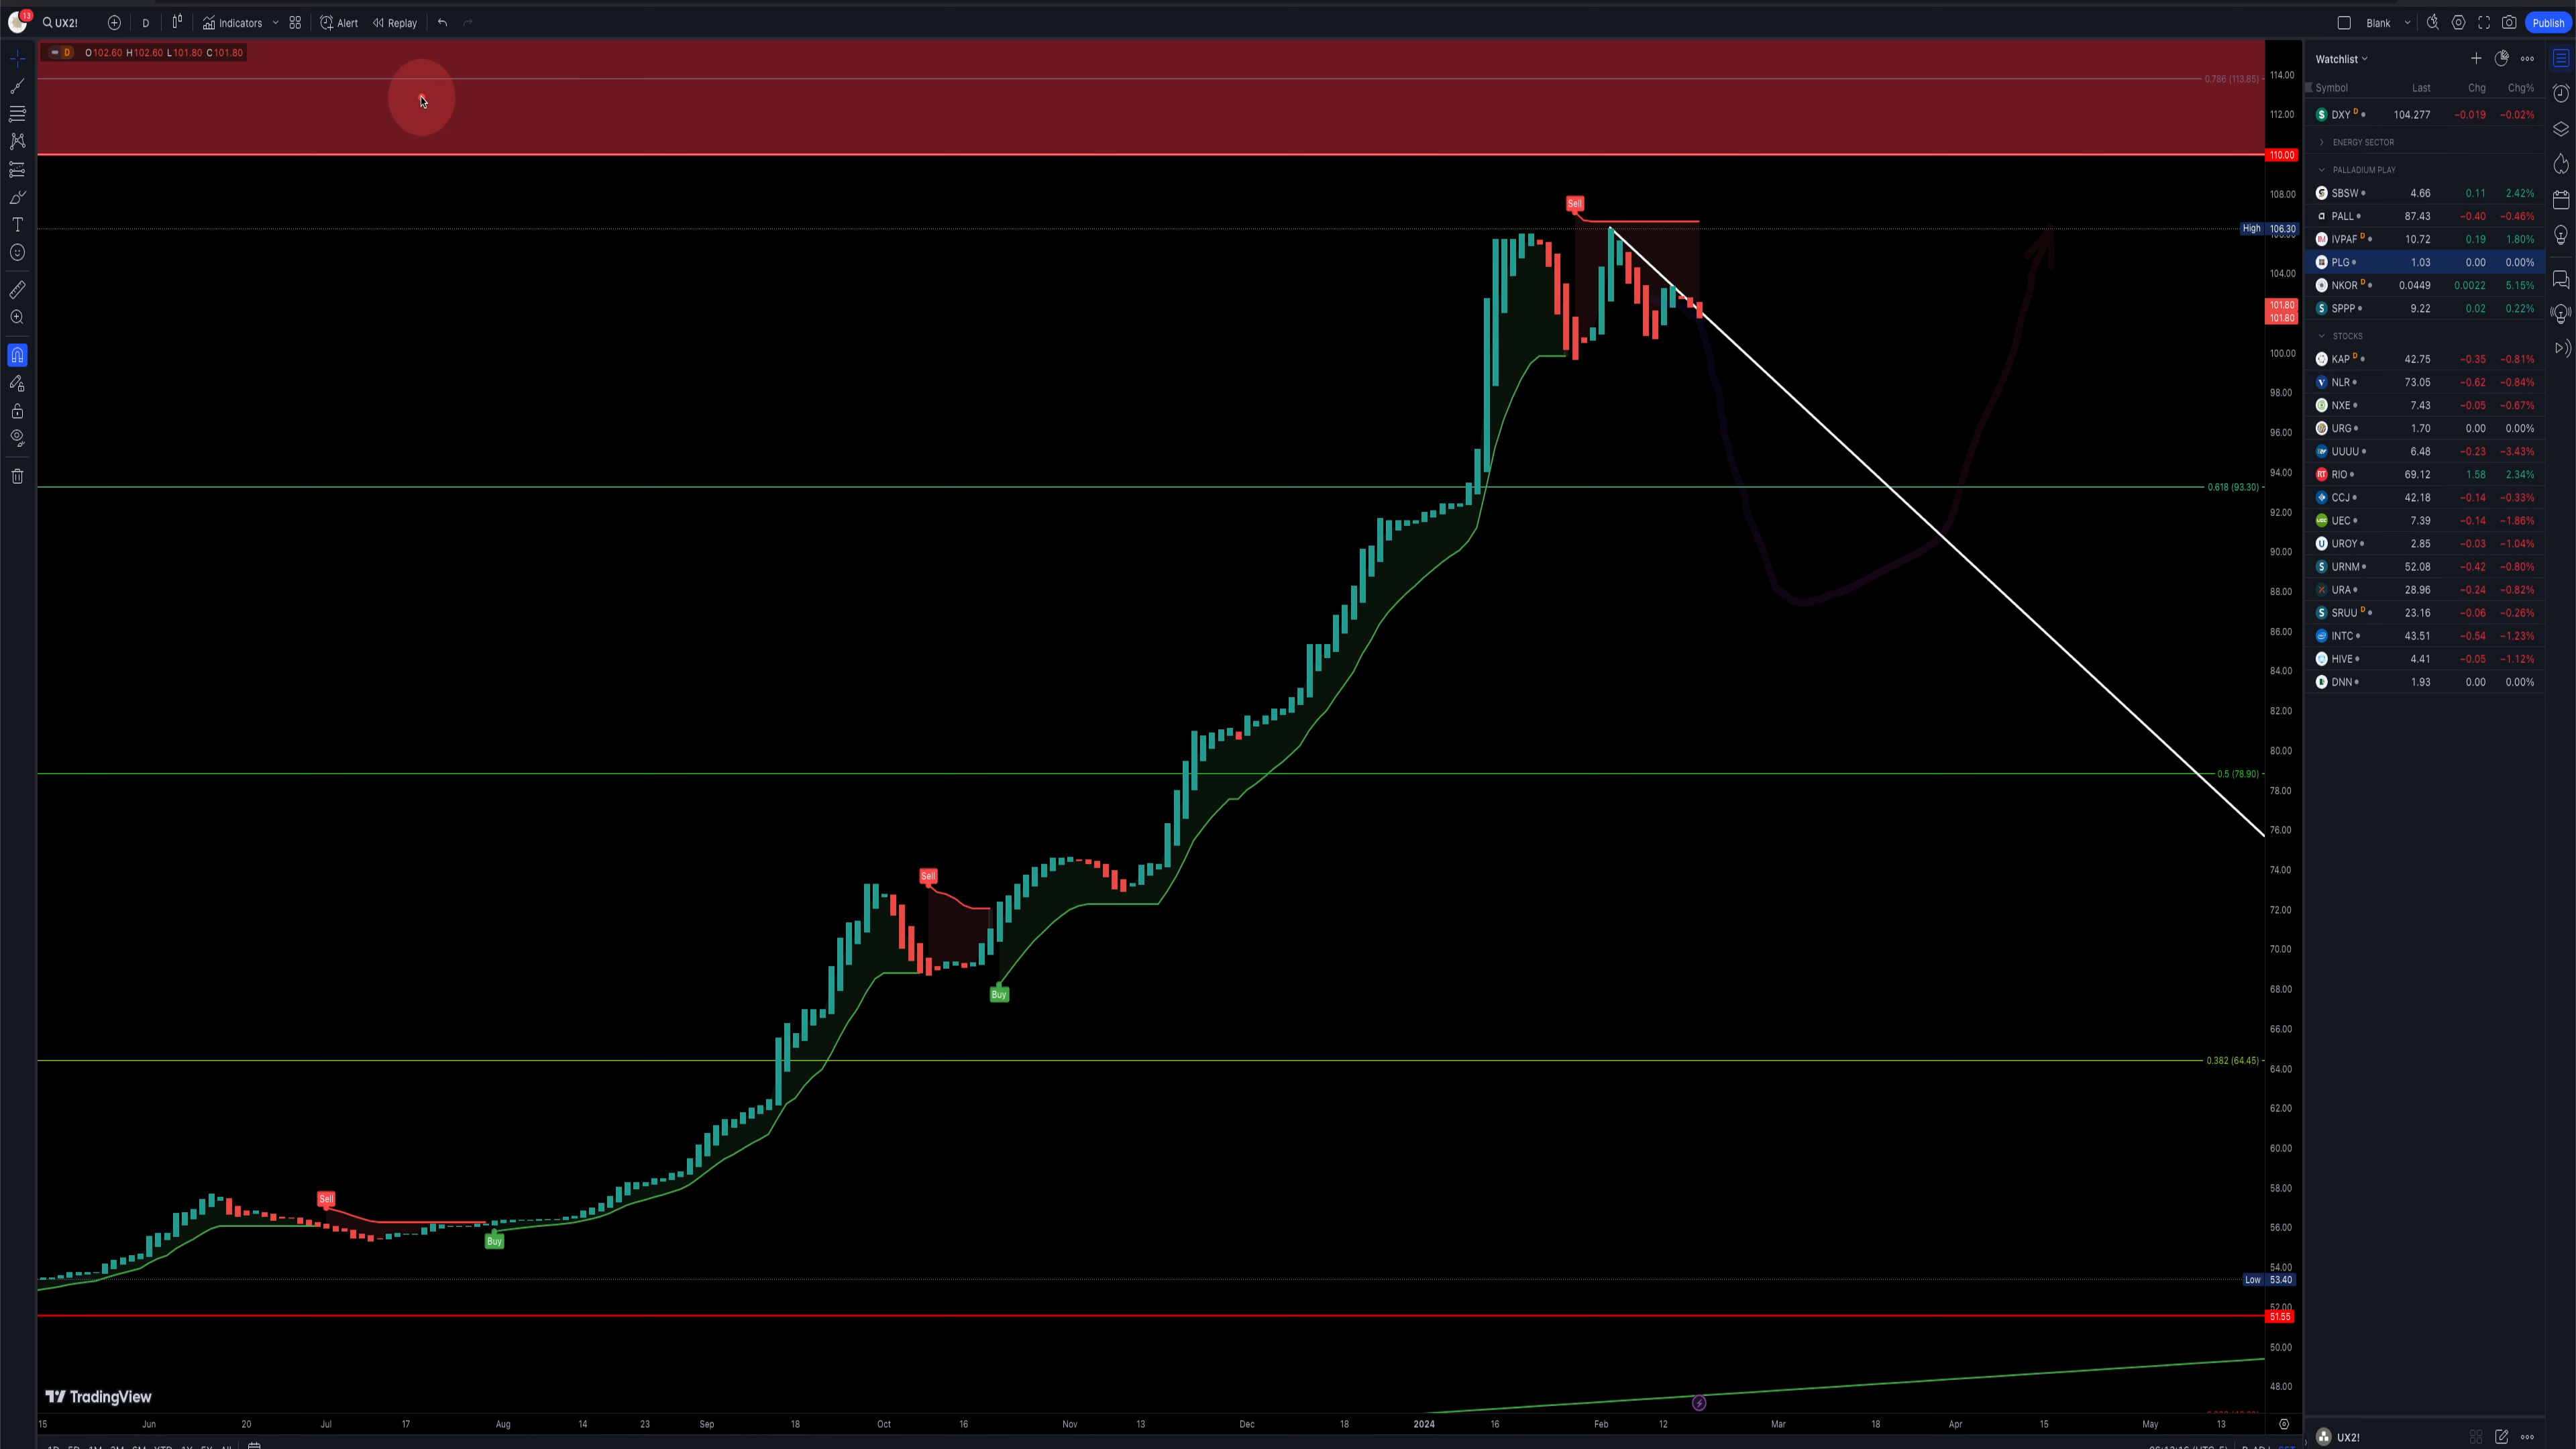 13
UX2!
D
Indicators
Alert
Replay
Blank
Publish
D O102.60 H102.60 L101.80 C101.80
0.786 (113.85)
114.00
112.00
110.00
108.00
High 106.30
104.00
101.80
101.80
100.00
98.00
96.00
94.00
0.618 (93.30)
92.00
90.00
88.00
86.00
84.00
82.00
80.00
0.5 (78.90)
78.00
76.00
74.00
72.00
70.00
68.00
66.00
0.382 (64.45)
64.00
62.00
60.00
58.00
56.00
54.00
Low 53.40
52.00
51.55
50.00
48.00
Sell
Sell
Buy
Sell
Buy
TradingView
15 Jun 20 Jul 17 Aug 14 23 Sep 18 Oct 16 Nov 13 Dec 18 2024 16 Feb 12 Mar 18 Apr 15 May 13
Watchlist
Symbol Last Chg Chg%
DXY D 104.277 −0.019 −0.02%
ENERGY SECTOR
PALLADIUM PLAY
SBSW 4.66 0.11 2.42%
PALL 87.43 −0.40 −0.46%
IVPAF D 10.72 0.19 1.80%
PLG 1.03 0.00 0.00%
NKOR D 0.0449 0.0022 5.15%
SPPP 9.22 0.02 0.22%
STOCKS
KAP D 42.75 −0.35 −0.81%
NLR 73.05 −0.62 −0.84%
NXE 7.43 −0.05 −0.67%
URG 1.70 0.00 0.00%
UUUU 6.48 −0.23 −3.43%
RIO 69.12 1.58 2.34%
CCJ 42.18 −0.14 −0.33%
UEC 7.39 −0.14 −1.86%
UROY 2.85 −0.03 −1.04%
URNM 52.08 −0.42 −0.80%
URA 28.96 −0.24 −0.82%
SRUU D 23.16 −0.06 −0.26%
INTC 43.51 −0.54 −1.23%
HIVE 4.41 −0.05 −1.12%
DNN 1.93 0.00 0.00%
UX2!